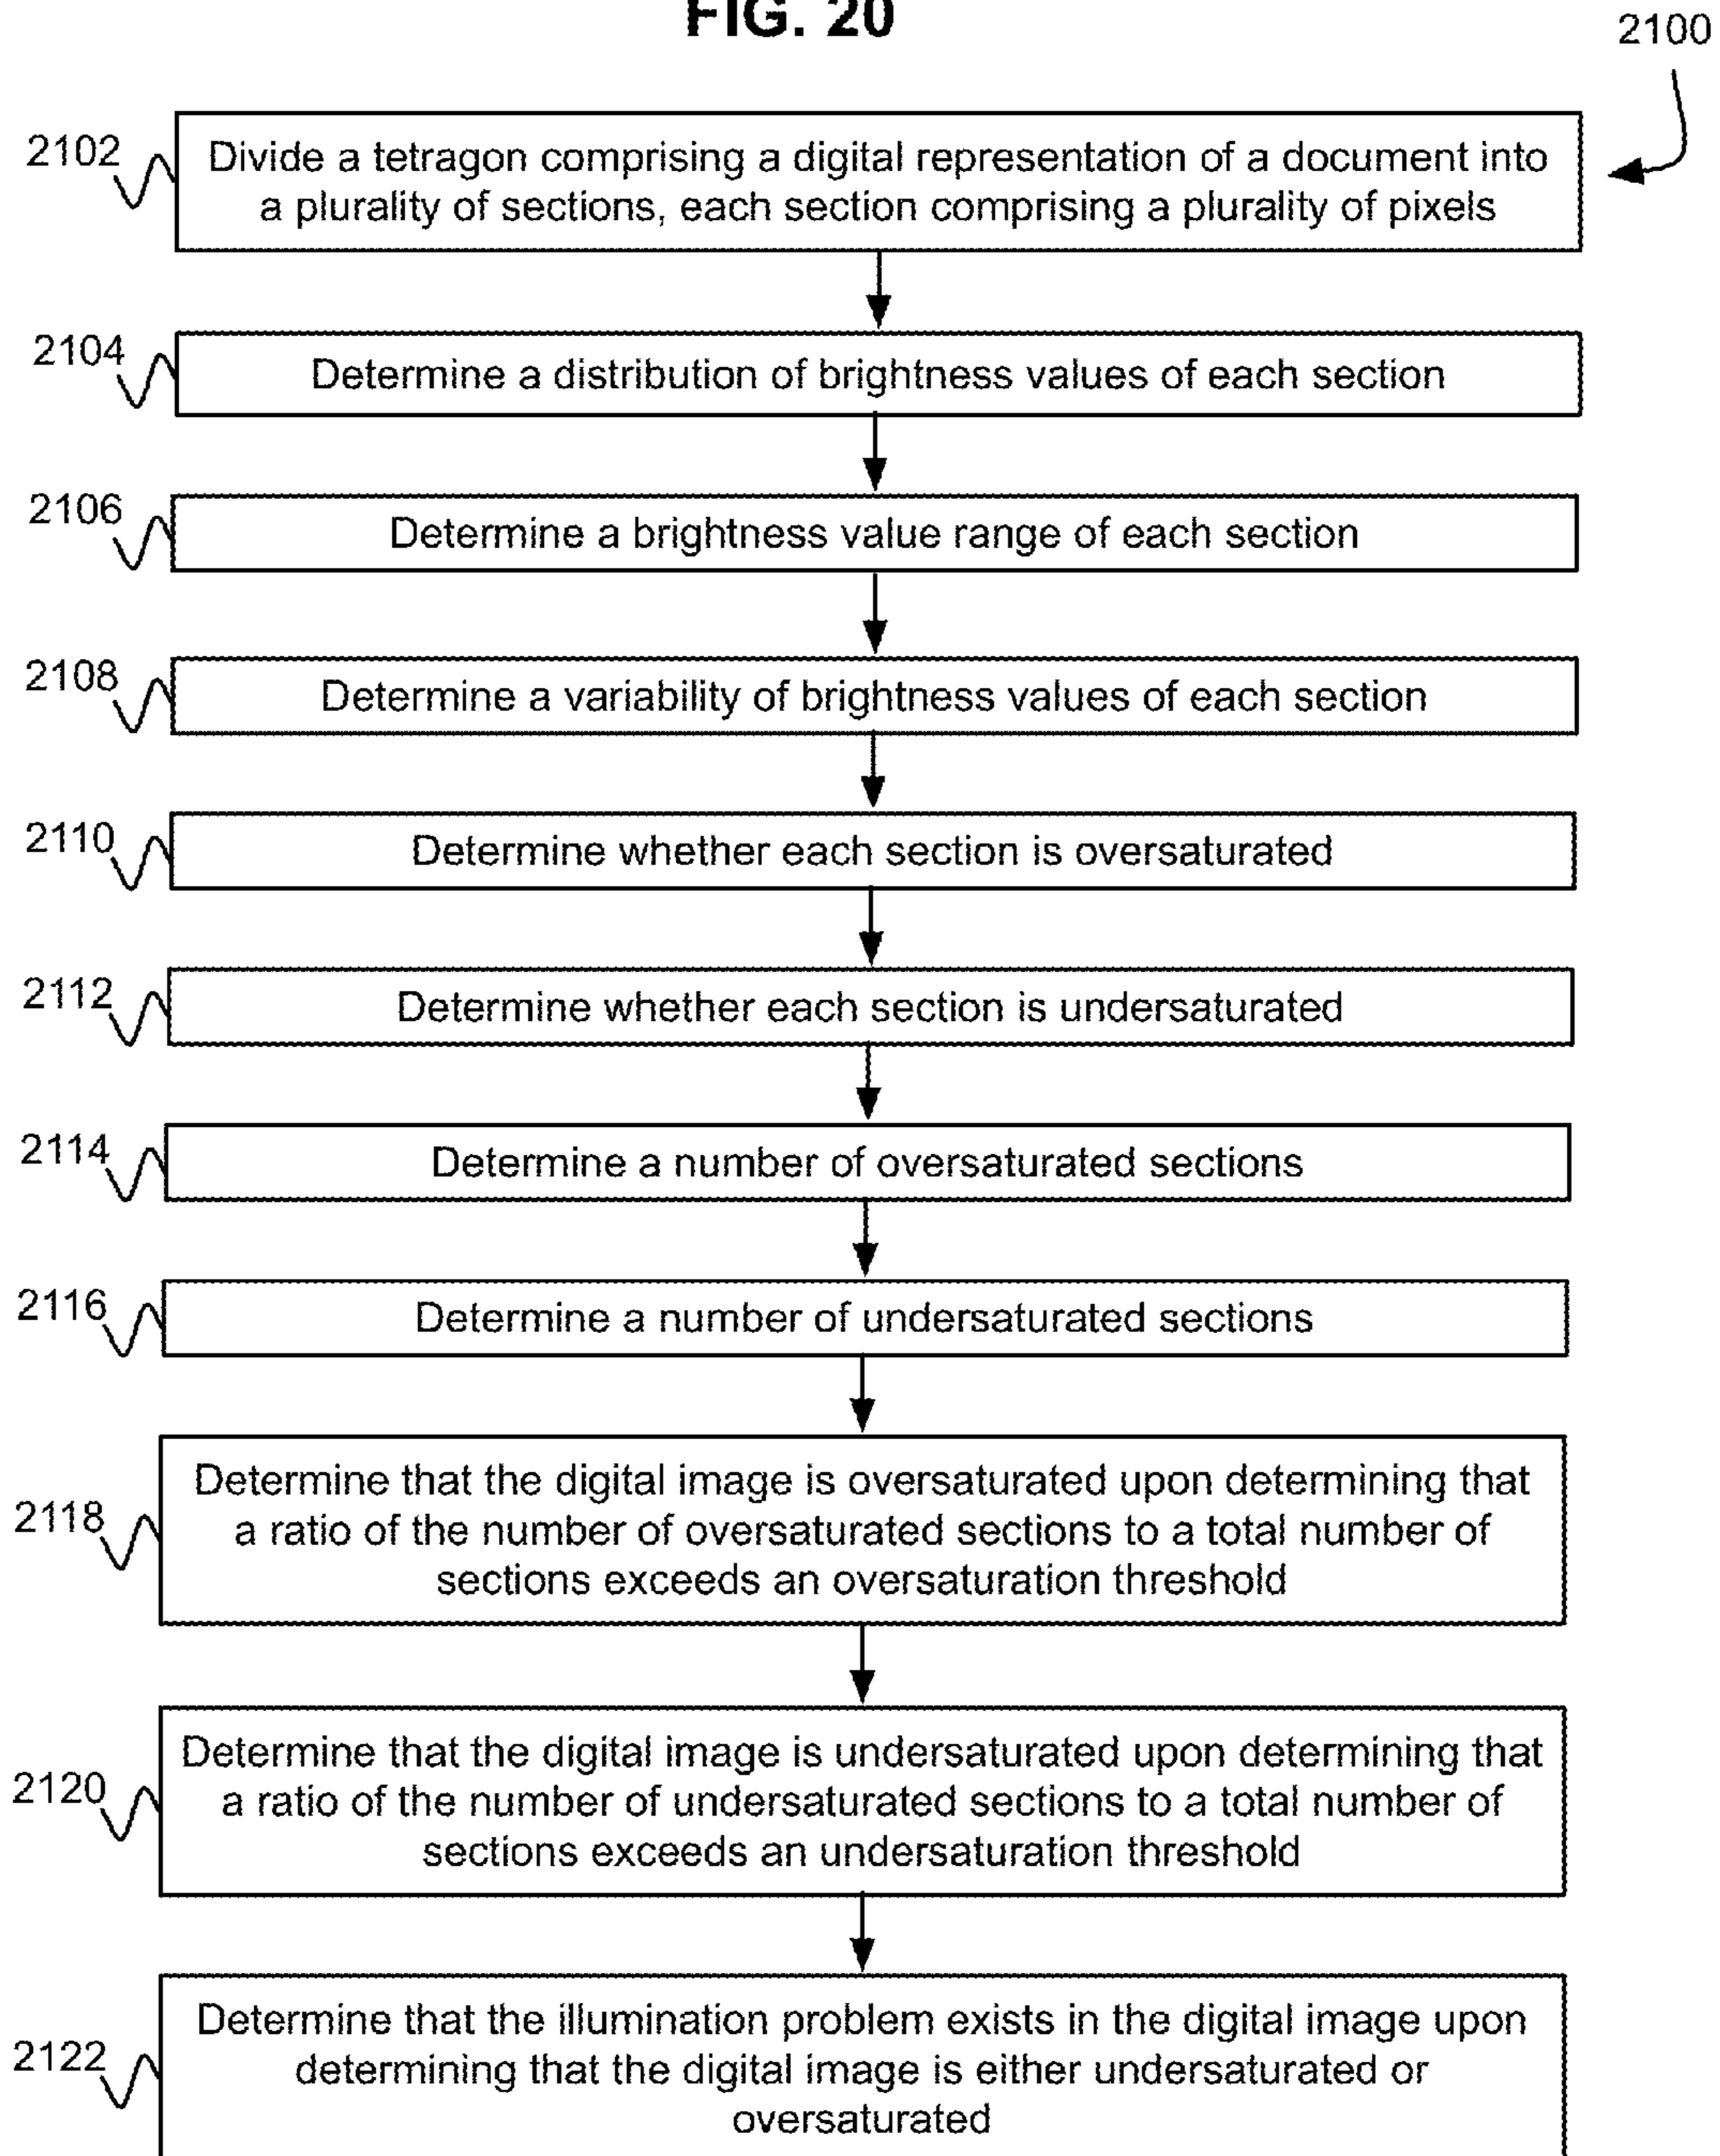 FIG. 20
2100
2102
Divide a tetragon comprising a digital representation of a document into
a plurality of sections, each section comprising a plurality of pixels
2104
Determine a distribution of brightness values of each section
2106
Determine a brightness value range of each section
2108
Determine a variability of brightness values of each section
2110
Determine whether each section is oversaturated
2112
Determine whether each section is undersaturated
2114
Determine a number of oversaturated sections
2116
Determine a number of undersaturated sections
2118
Determine that the digital image is oversaturated upon determining that
a ratio of the number of oversaturated sections to a total number of
sections exceeds an oversaturation threshold
2120
Determine that the digital image is undersaturated upon determining that
a ratio of the number of undersaturated sections to a total number of
sections exceeds an undersaturation threshold
2122
Determine that the illumination problem exists in the digital image upon
determining that the digital image is either undersaturated or
oversaturated